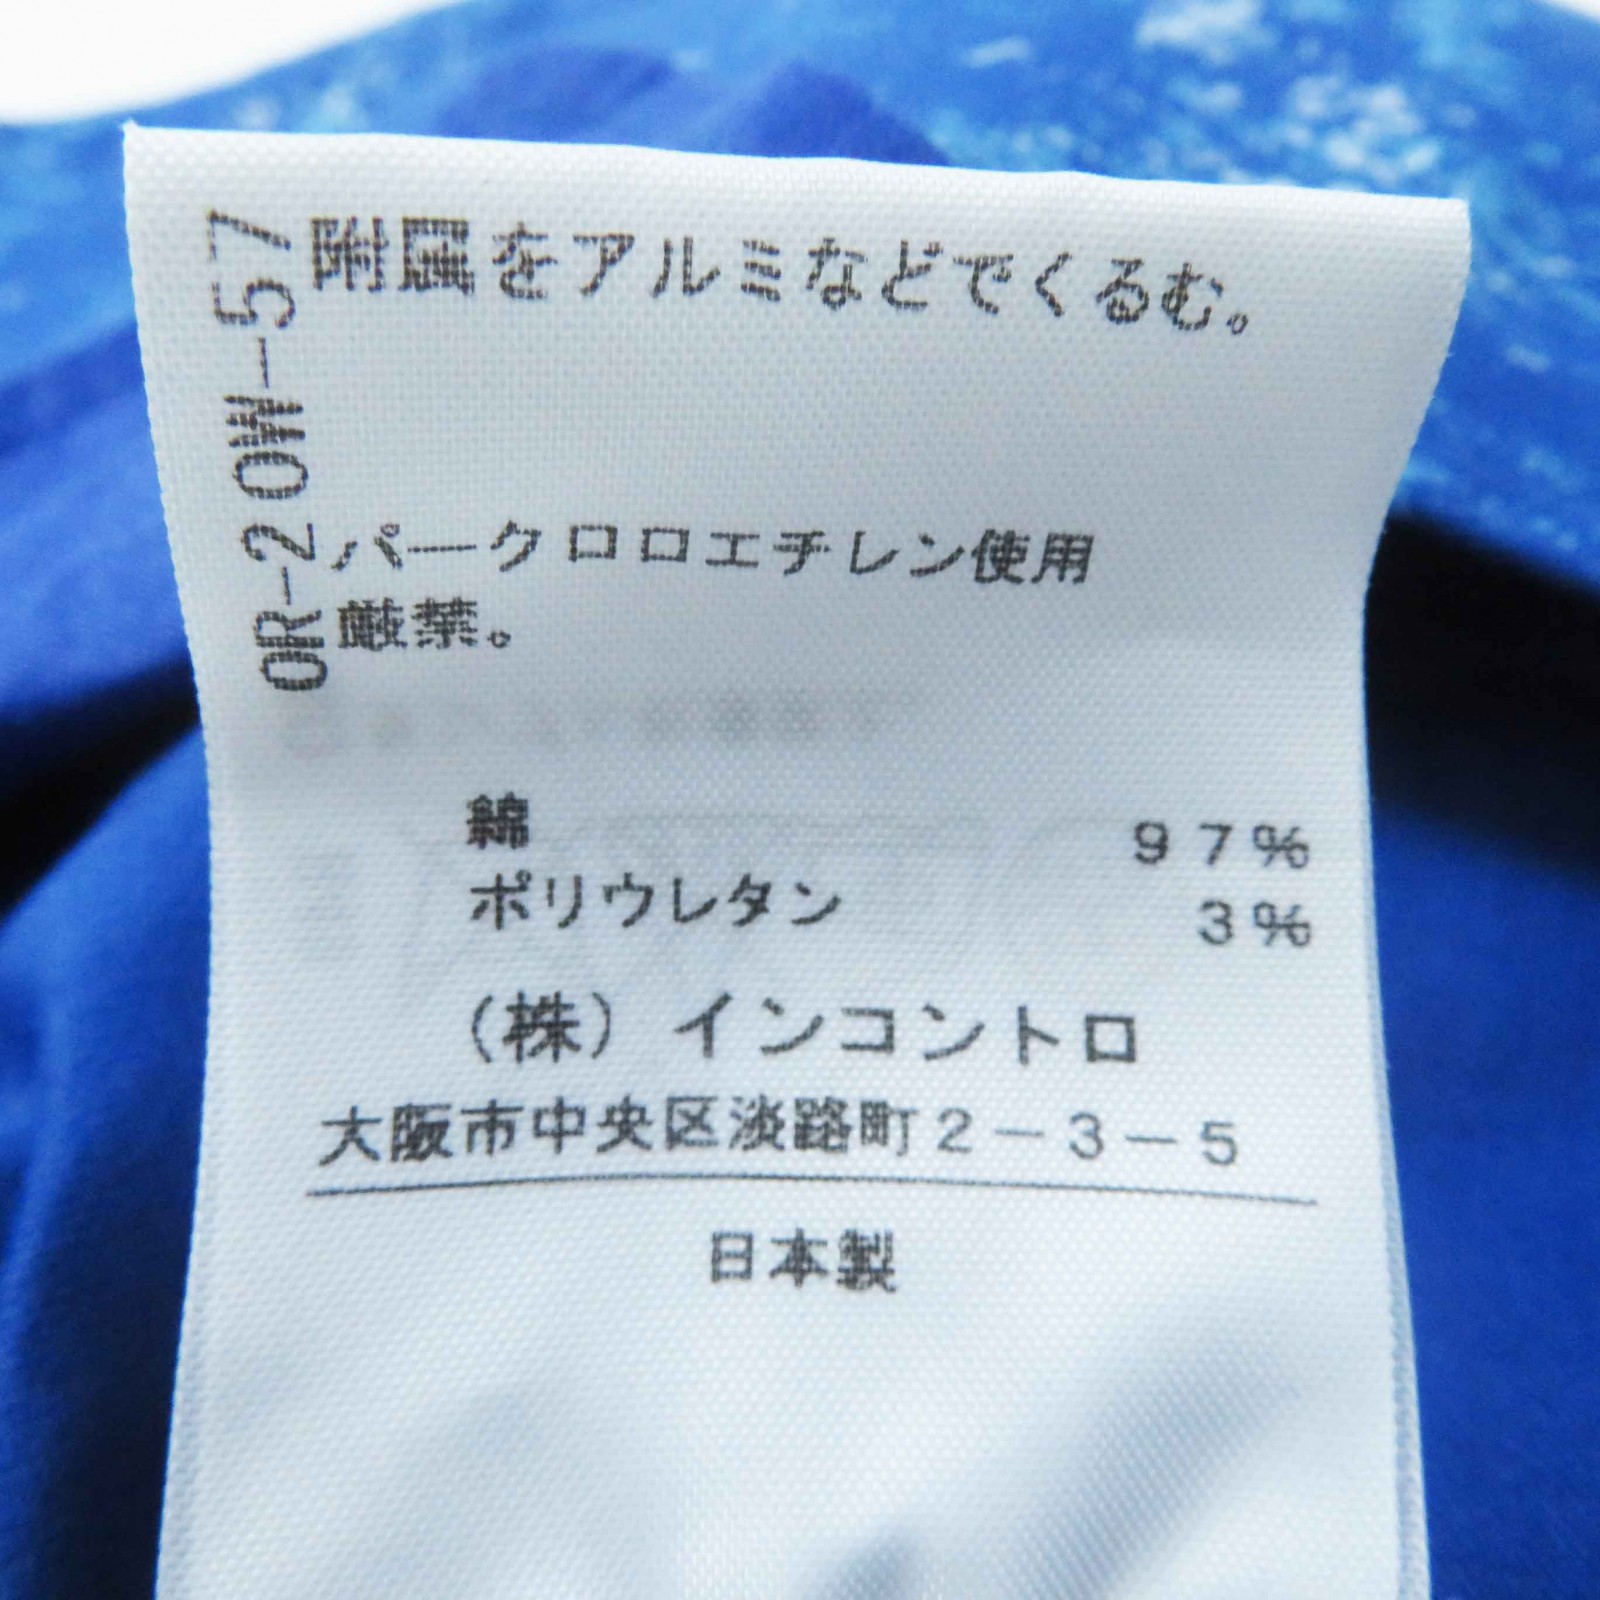 附属をアルミなどでくるむ。
OR-20W-57
パークロロエチレン使用
厳禁。
綿 97%
ポリウレタン 3%
(株)インコントロ
大阪市中央区淡路町2-3-5
日本製